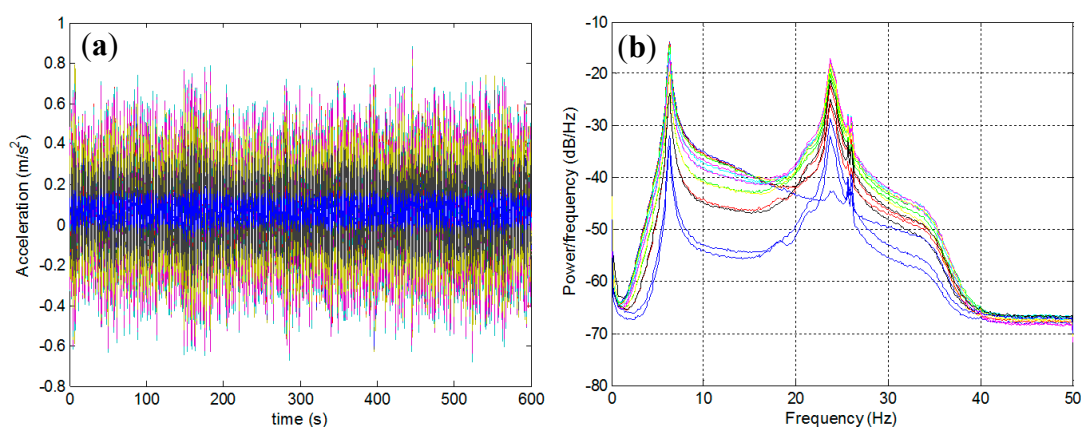 (a)
Acceleration (m/s²)
1
0.8
0.6
0.4
0.2
0
-0.2
-0.4
-0.6
-0.8
0 100 200 300 400 500 600
time (s)
(b)
Power/frequency (dB/Hz)
-10
-20
-30
-40
-50
-60
-70
-80
0 10 20 30 40 50
Frequency (Hz)